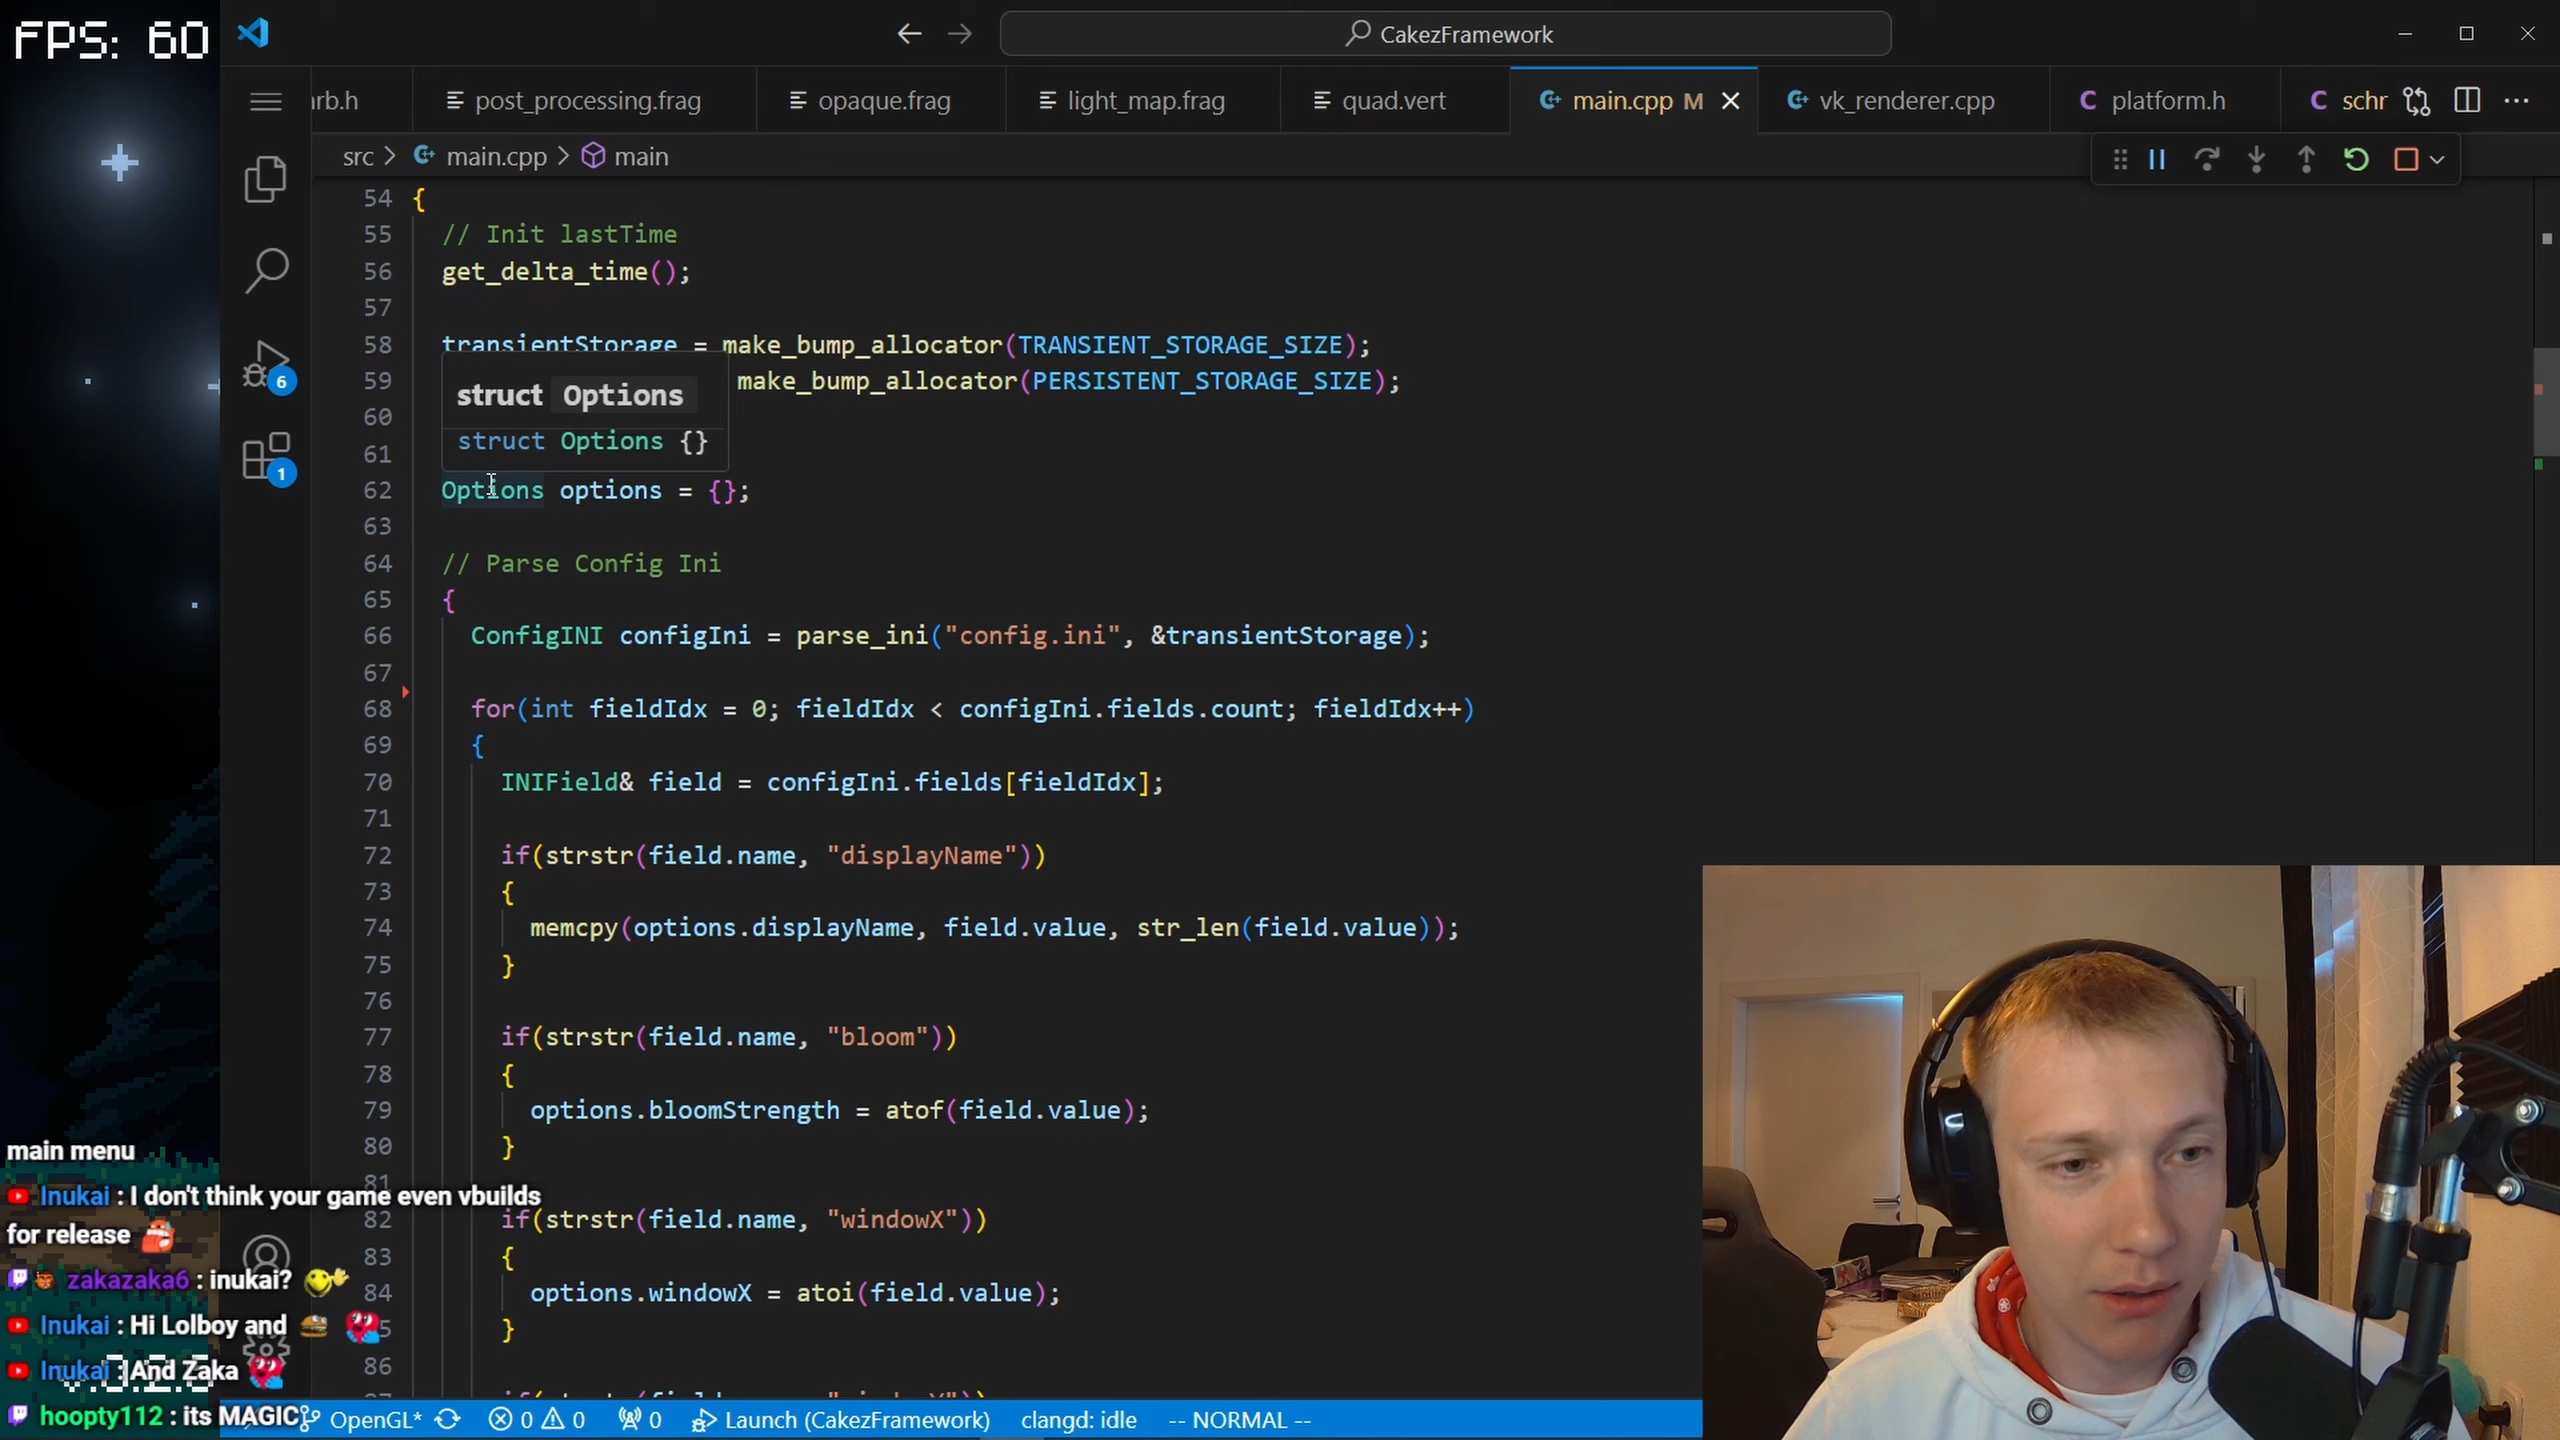 FPS: 60
CakezFramework
arb.h
post_processing.frag
opaque.frag
light_map.frag
quad.vert
main.cpp M
vk_renderer.cpp
platform.h
schr
src > main.cpp > main
54 {
55 // Init lastTime
56 get_delta_time();
57
58 transientStorage = make_bump_allocator(TRANSIENT_STORAGE_SIZE);
59 make_bump_allocator(PERSISTENT_STORAGE_SIZE);
struct Options
struct Options {}
60
61
62 Options options = {};
63
64 // Parse Config Ini
65 {
66 ConfigINI configIni = parse_ini("config.ini", &transientStorage);
67
68 for(int fieldIdx = 0; fieldIdx < configIni.fields.count; fieldIdx++)
69 {
70 INIField& field = configIni.fields[fieldIdx];
71
72 if(strstr(field.name, "displayName"))
73 {
74 memcpy(options.displayName, field.value, str_len(field.value));
75 }
76
77 if(strstr(field.name, "bloom"))
78 {
79 options.bloomStrength = atof(field.value);
80 }
81
82 if(strstr(field.name, "windowX"))
83 {
84 options.windowX = atoi(field.value);
5 }
86
6
1
main menu
Inukai : I don't think your game even vbuilds
for release
zakazaka6 : inukai?
Inukai : Hi Lolboy and
Inukai : And Zaka
hoopty112 : its MAGIC
OpenGL* 0 0 0 Launch (CakezFramework) clangd: idle -- NORMAL --